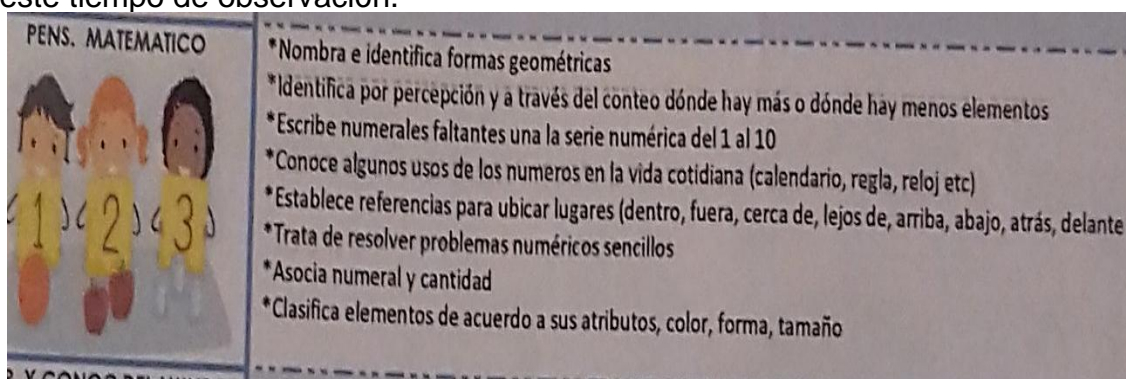 este tiempo de observación.
PENS. MATEMATICO
*Nombra e identifica formas geométricas
*Identifica por percepción y a través del conteo dónde hay más o dónde hay menos elementos
*Escribe numerales faltantes una la serie numérica del 1 al 10
*Conoce algunos usos de los numeros en la vida cotidiana (calendario, regla, reloj etc)
*Establece referencias para ubicar lugares (dentro, fuera, cerca de, lejos de, arriba, abajo, atrás, delante
*Trata de resolver problemas numéricos sencillos
*Asocia numeral y cantidad
*Clasifica elementos de acuerdo a sus atributos, color, forma, tamaño
1 2 3